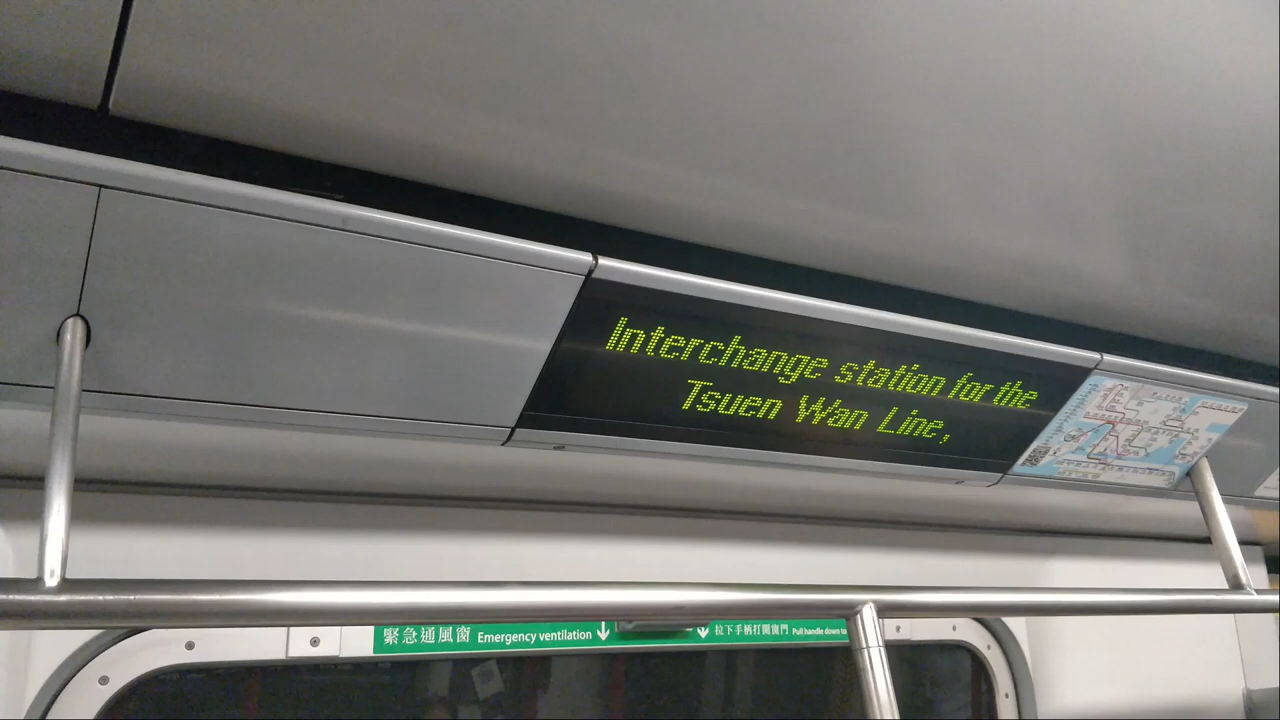 Interchange station for the
Tsuen Wan Line,
緊急通風窗 Emergency ventilation
拉下手柄打開窗門 Pull handle down to